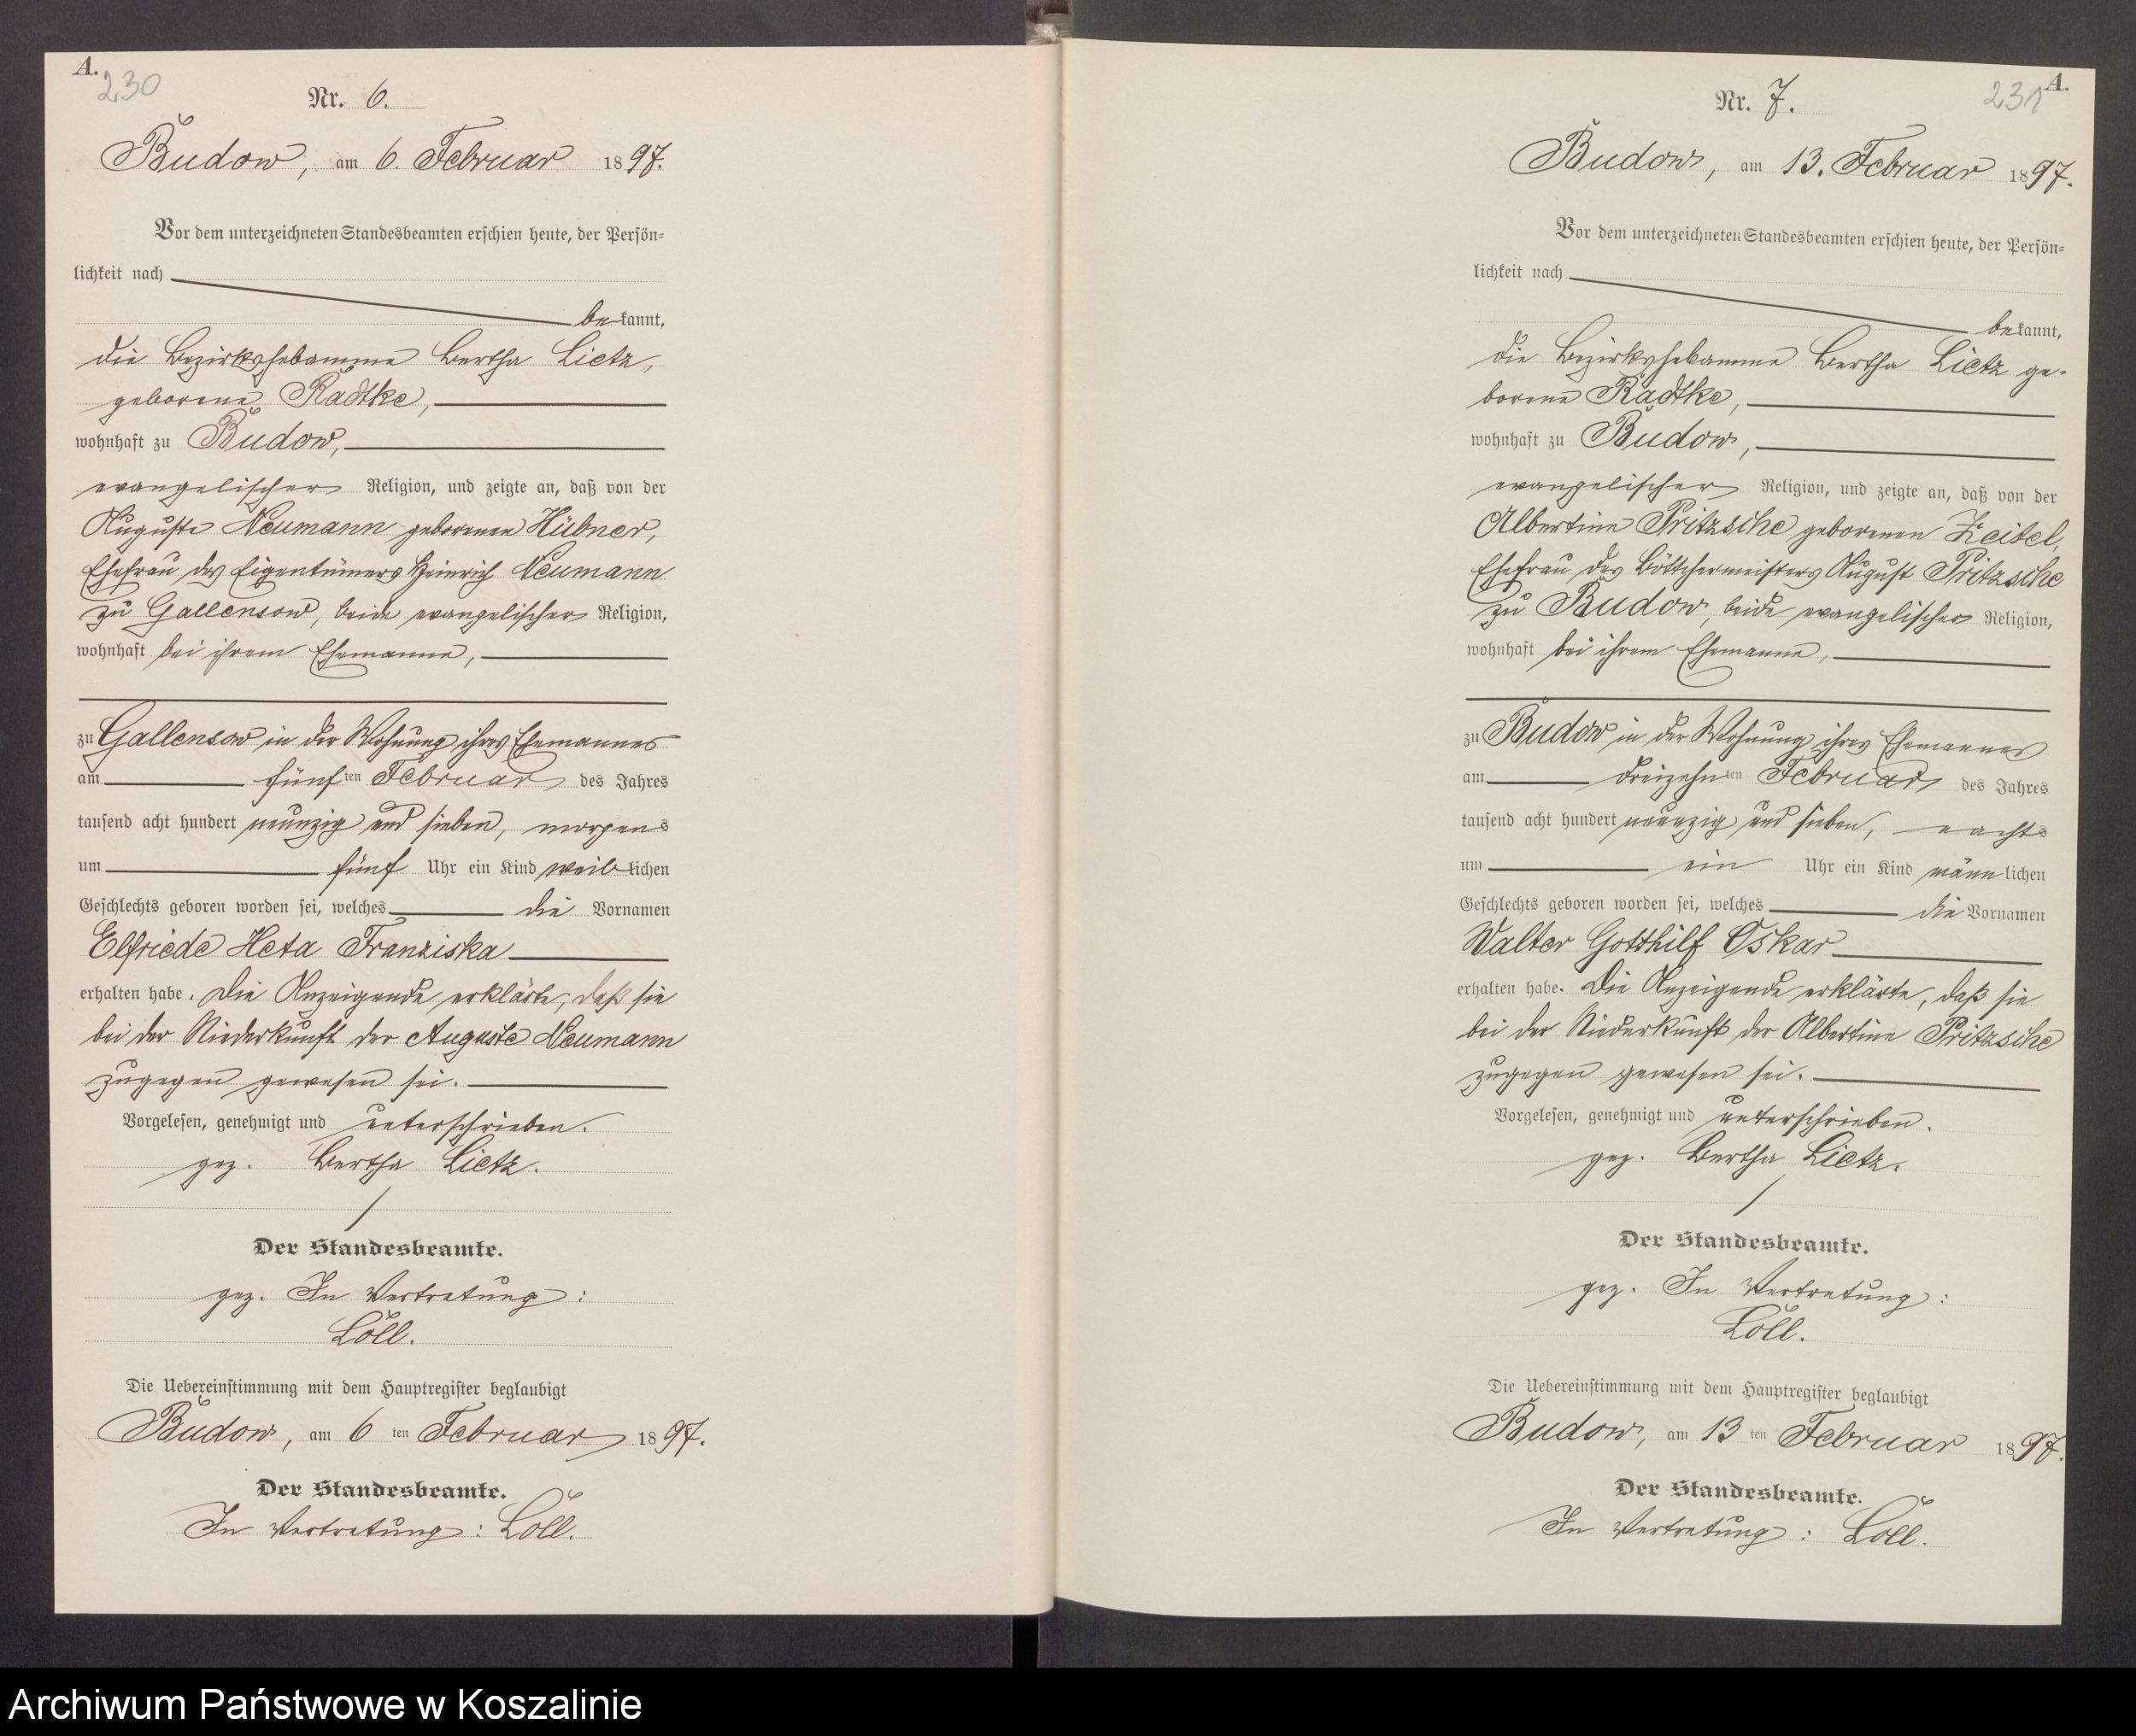 A.
230
Nr. 6.
Budow, am 6. Februar 1897.
Vor dem unterzeichneten Standesbeamten erschien heute, der Persön-
lichkeit nach
bekannt,
die Bezirkshebamme Bertha Lietz,
geborene Radtke,
wohnhaft zu Budow,
evangelischer Religion, und zeigte an, daß von der
Auguste Neumann geborenen Hübner,
Ehefrau des Eigentümers Heinrich Neumann
zu Gallensow, beide evangelischer Religion,
wohnhaft bei ihrem Ehemanne,
zu Gallensow in der Wohnung ihres Ehemannes
am fünften Februar des Jahres
tausend acht hundert neunzig und sieben, morgens
um fünf Uhr ein Kind weiblichen
Geschlechts geboren worden sei, welches die Vornamen
Elfriede Heta Franziska
erhalten habe. Die Anzeigende erklärte, daß sie
bei der Niederkunft der Auguste Neumann
zugegen gewesen sei.
Vorgelesen, genehmigt und unterschrieben.
gez. Bertha Lietz.
Der Standesbeamte.
gez. In Vertretung:
Löll.
Die Uebereinstimmung mit dem Hauptregister beglaubigt
Budow, am 6ten Februar 1897.
Der Standesbeamte.
In Vertretung: Löll.
231
A.
Nr. 7.
Budow, am 13. Februar 1897.
Vor dem unterzeichneten Standesbeamten erschien heute, der Persön-
lichkeit nach
bekannt,
die Bezirkshebamme Bertha Lietz ge-
borene Radtke,
wohnhaft zu Budow,
evangelischer Religion, und zeigte an, daß von der
Albertine Pritzsche geborenen Zeitel,
Ehefrau des Böttchermeisters August Pritzsche
zu Budow, beide evangelischer Religion,
wohnhaft bei ihrem Ehemanne,
zu Budow in der Wohnung ihres Ehemannes
am dreizehnten Februar des Jahres
tausend acht hundert neunzig und sieben, nachts
um ein Uhr ein Kind männlichen
Geschlechts geboren worden sei, welches die Vornamen
Walter Gotthilf Oskar
erhalten habe. Die Anzeigende erklärte, daß sie
bei der Niederkunft der Albertine Pritzsche
zugegen gewesen sei.
Vorgelesen, genehmigt und unterschrieben.
gez. Bertha Lietz.
Der Standesbeamte.
gez. In Vertretung:
Löll.
Die Uebereinstimmung mit dem Hauptregister beglaubigt
Budow, am 13ten Februar 1897.
Der Standesbeamte.
In Vertretung: Löll.
Archiwum Państwowe w Koszalinie